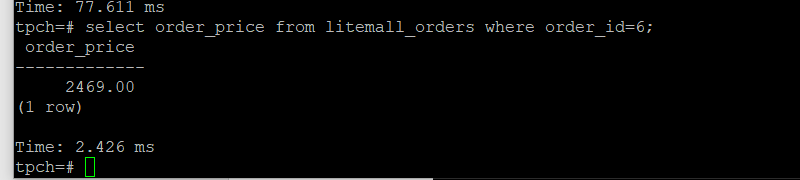 Time: 77.611 ms
tpch=# select order_price from litemall_orders where order_id=6;
 order_price
-------------
     2469.00
(1 row)

Time: 2.426 ms
tpch=#